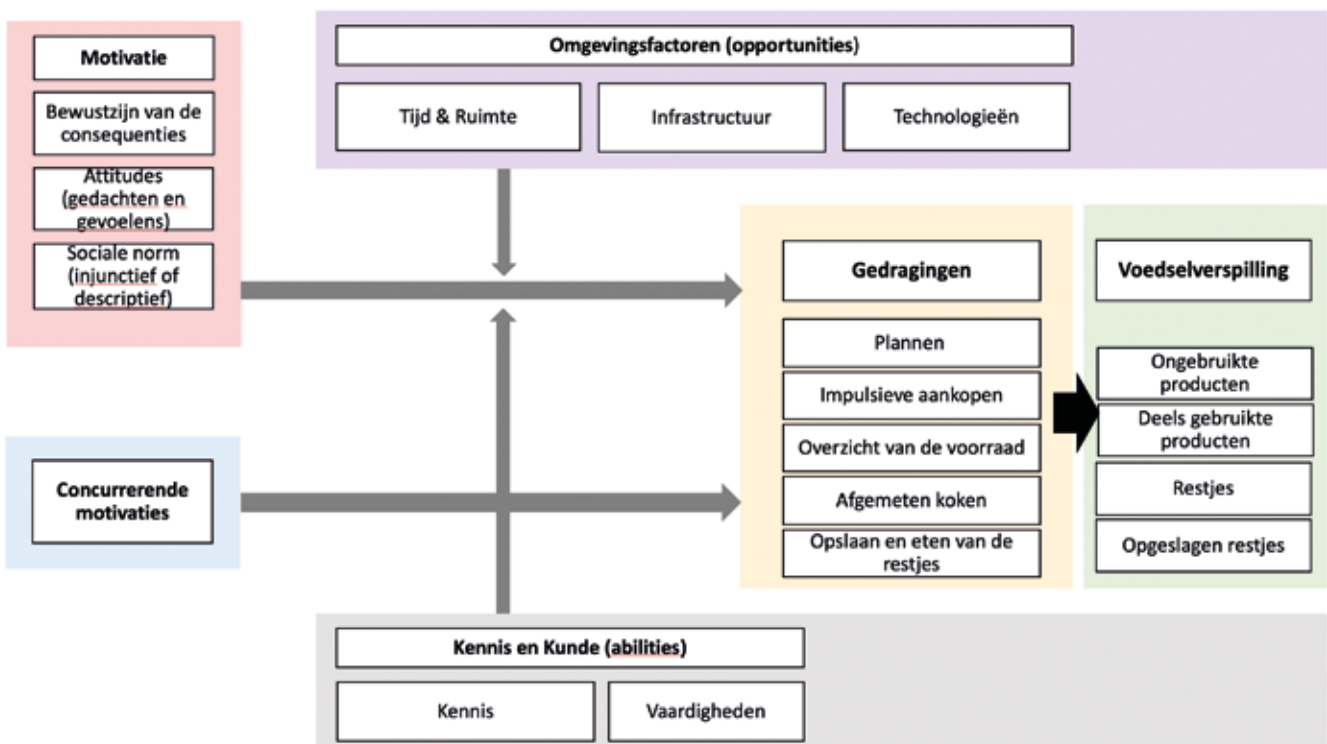 Motivatie
Bewustzijn van de
consequenties
Attitudes
(gedachten en
gevoelens)
Sociale norm
(injunctief of
descriptief)
Concurrerende
motivaties
Omgevingsfactoren (opportunities)
Tijd & Ruimte
Infrastructuur
Technologieën
Gedragingen
Plannen
Impulsieve aankopen
Overzicht van de voorraad
Afgemeten koken
Opslaan en eten van de
restjes
Voedselverspilling
Ongebruikte
producten
Deels gebruikte
producten
Restjes
Opgeslagen restjes
Kennis en Kunde (abilities)
Kennis
Vaardigheden